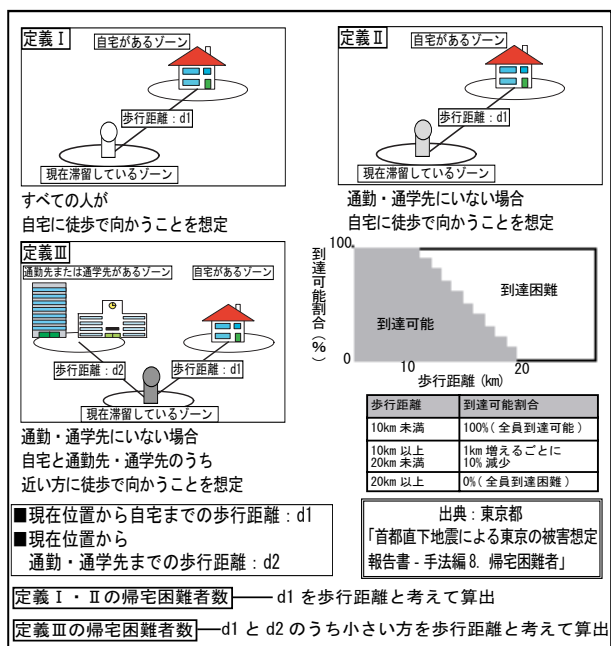 定義Ⅰ
自宅があるゾーン
歩行距離：d1
現在滞留しているゾーン
すべての人が
自宅に徒歩で向かうことを想定
定義Ⅱ
自宅があるゾーン
歩行距離：d1
現在滞留しているゾーン
通勤・通学先にいない場合
自宅に徒歩で向かうことを想定
定義Ⅲ
通勤先または通学先があるゾーン
自宅があるゾーン
歩行距離：d2
歩行距離：d1
現在滞留しているゾーン
通勤・通学先にいない場合
自宅と通勤先・通学先のうち
近い方に徒歩で向かうことを想定
到達可能割合（％）
100
0
到達可能
到達困難
10
20
歩行距離 (km)
歩行距離 到達可能割合
10km 未満 100%(全員到達可能)
10km 以上 1km 増えるごとに
20km 未満 10% 減少
20km 以上 0%(全員到達困難)
■現在位置から自宅までの歩行距離：d1
■現在位置から
通勤・通学先までの歩行距離：d2
出典：東京都
「首都直下地震による東京の被害想定
報告書 - 手法編 8. 帰宅困難者」
定義Ⅰ・Ⅱの帰宅困難者数 d1 を歩行距離と考えて算出
定義Ⅲの帰宅困難者数 d1 と d2 のうち小さい方を歩行距離と考えて算出